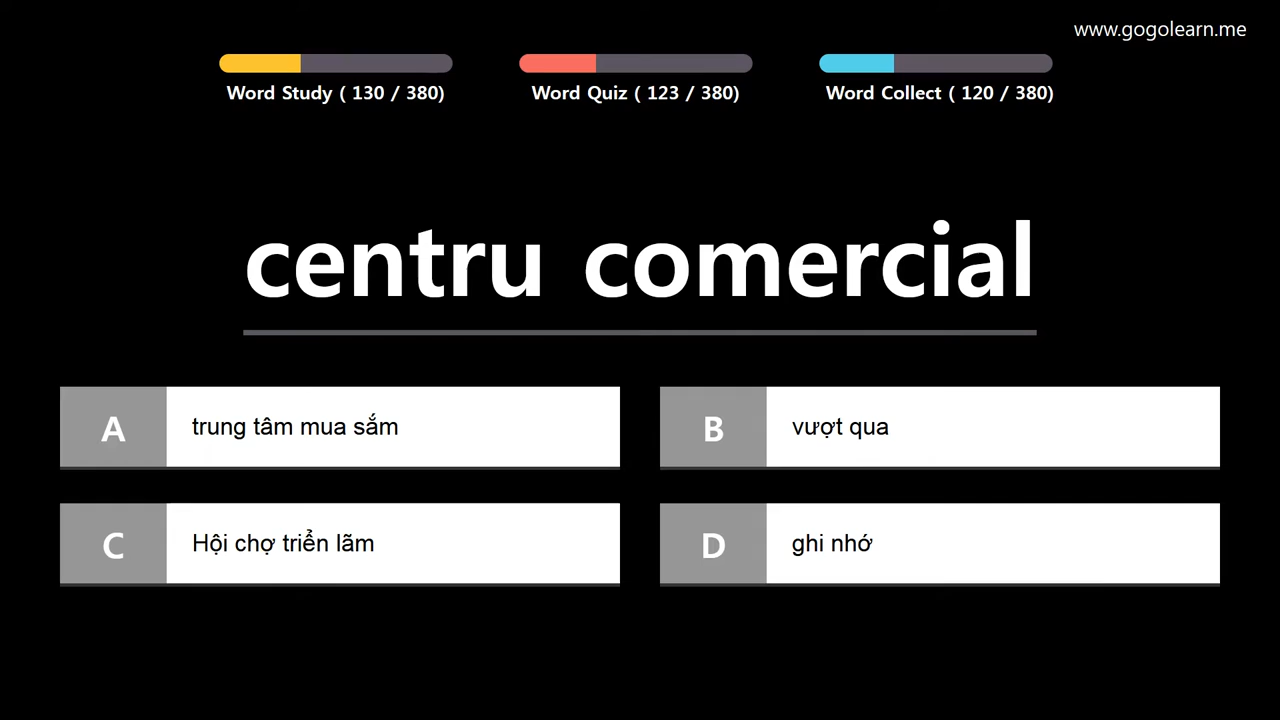 www.gogolearn.me
Word Study ( 130 / 380)
Word Quiz ( 123 / 380)
Word Collect ( 120 / 380)
centru comercial
A trung tâm mua sắm
B vượt qua
C Hội chợ triển lãm
D ghi nhớ